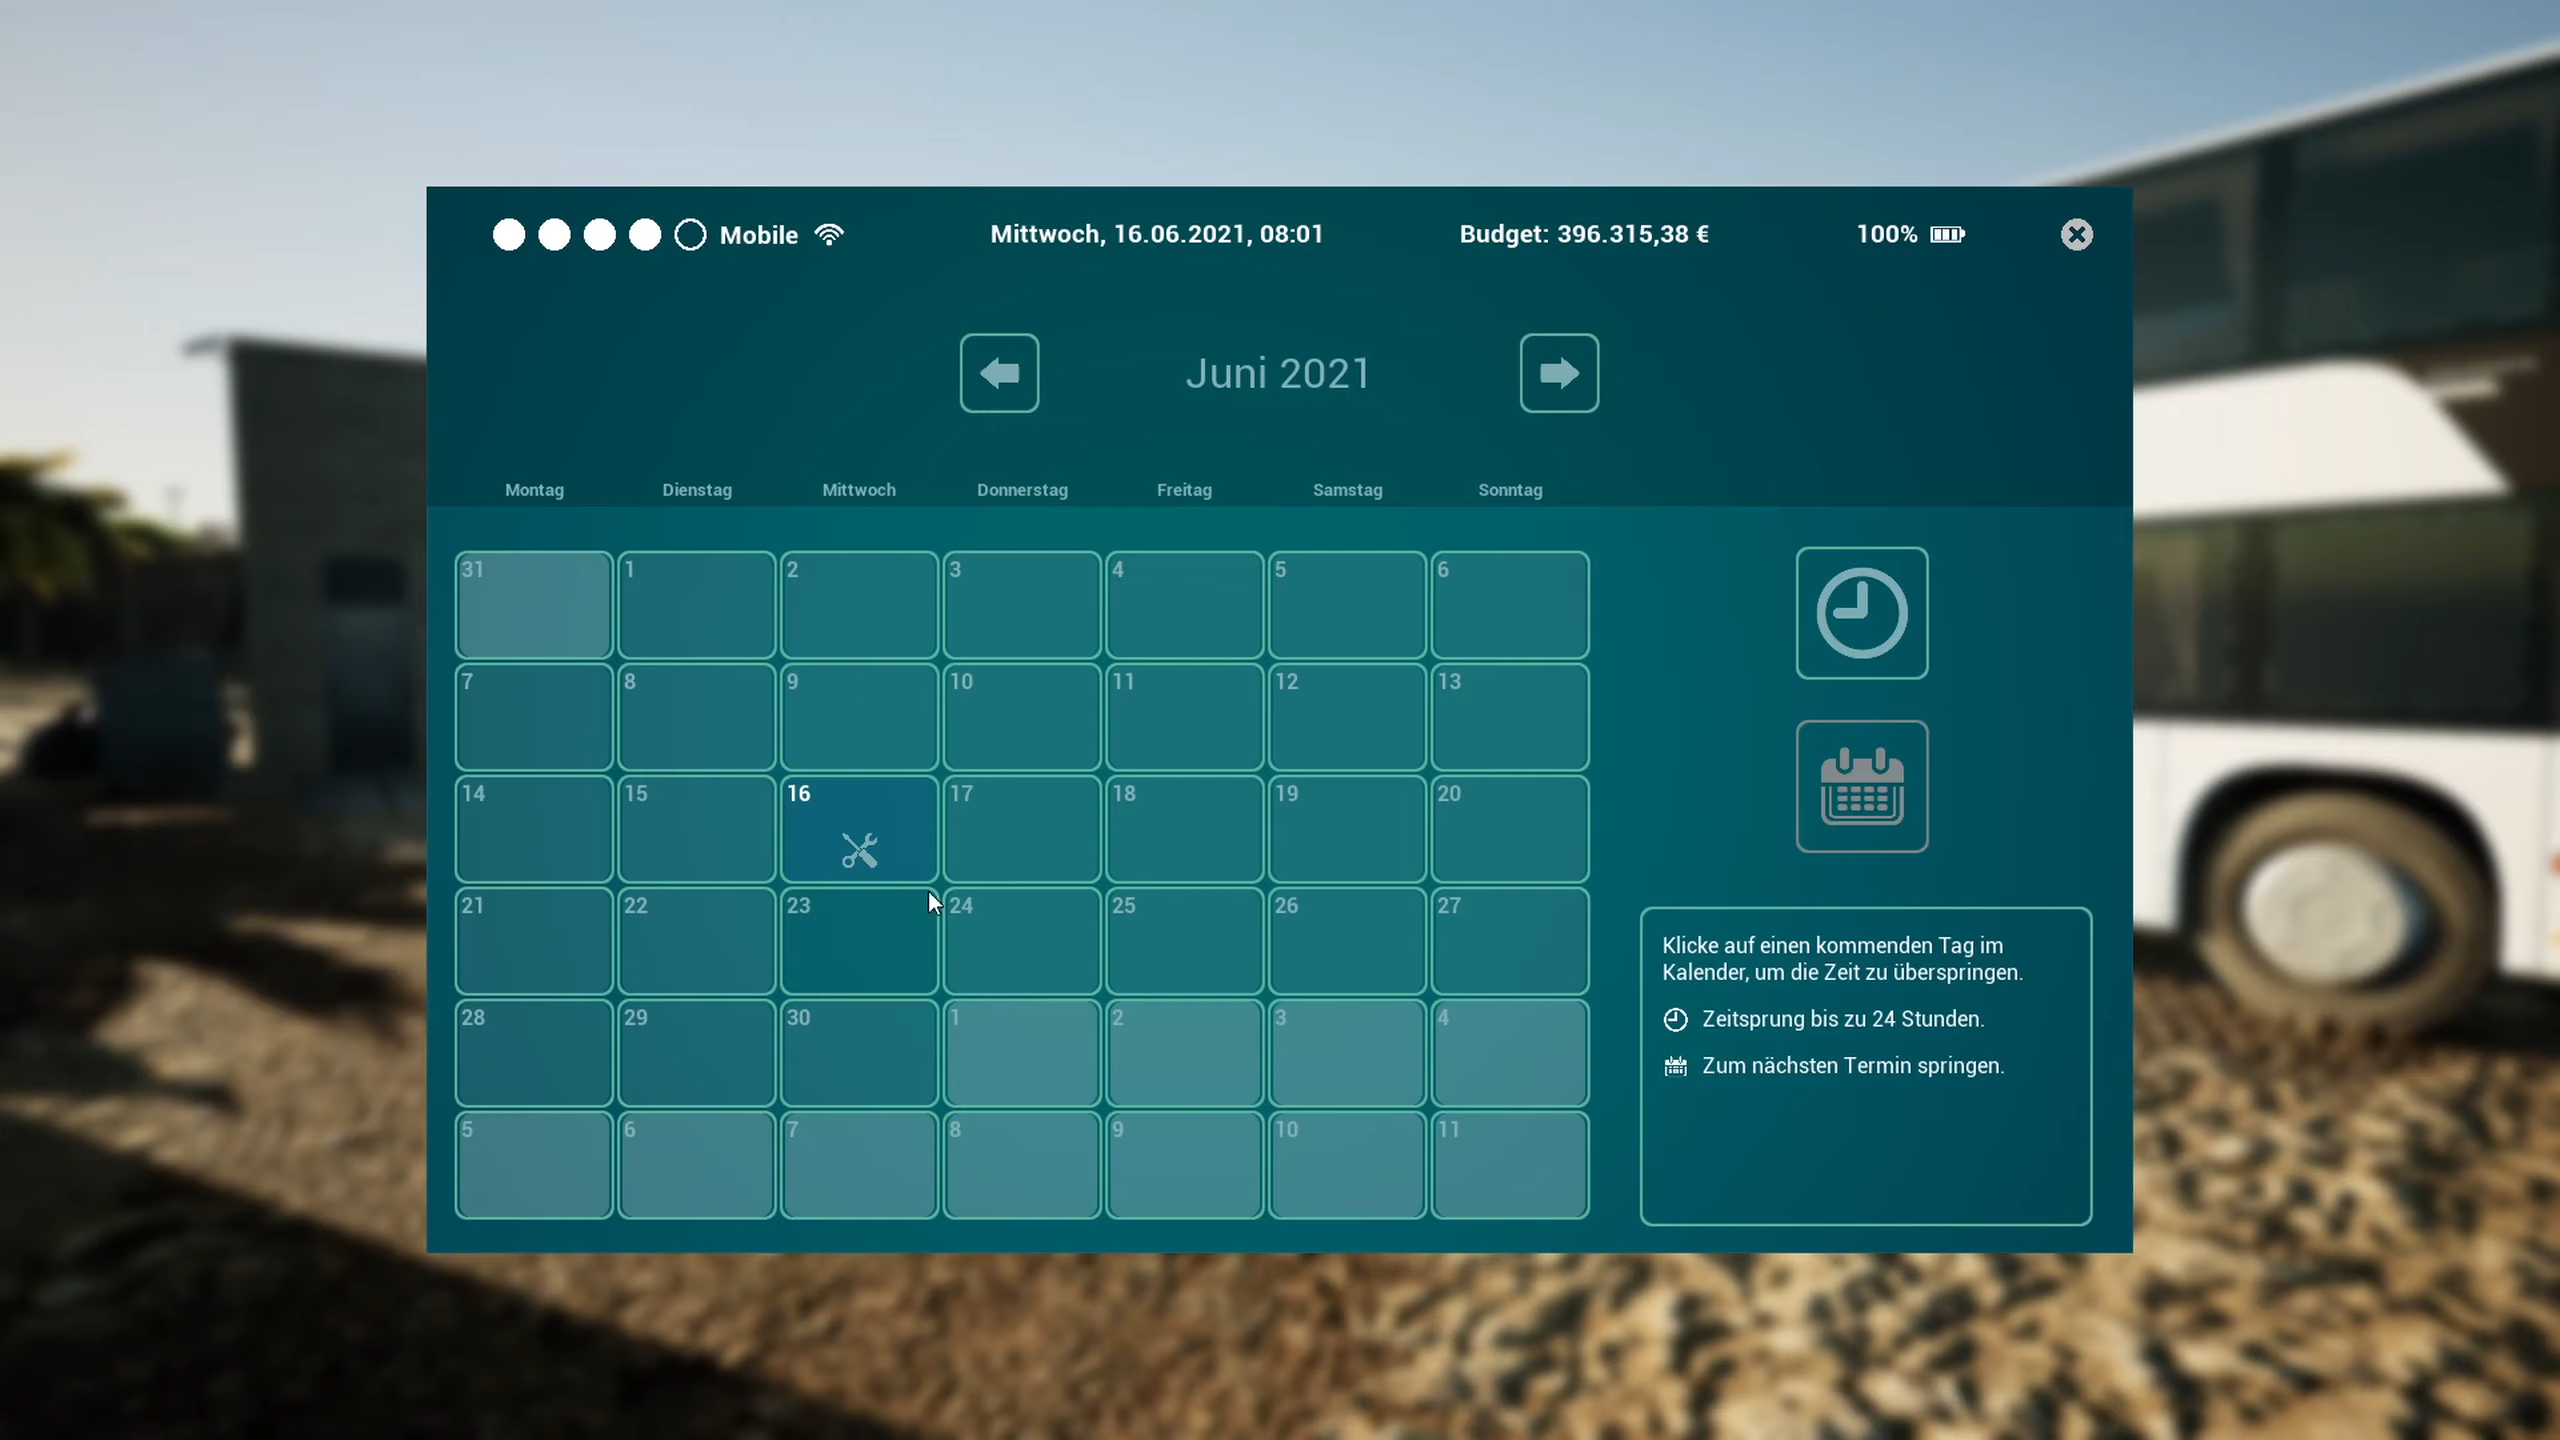 Mobile Mittwoch, 16.06.2021, 08:01 Budget: 396.315,38 € 100%
Juni 2021
Montag Dienstag Mittwoch Donnerstag Freitag Samstag Sonntag
31 1 2 3 4 5 6
7 8 9 10 11 12 13
14 15 16 17 18 19 20
21 22 23 24 25 26 27
28 29 30 1 2 3 4
5 6 7 8 9 10 11
Klicke auf einen kommenden Tag im
Kalender, um die Zeit zu überspringen.
Zeitsprung bis zu 24 Stunden.
Zum nächsten Termin springen.